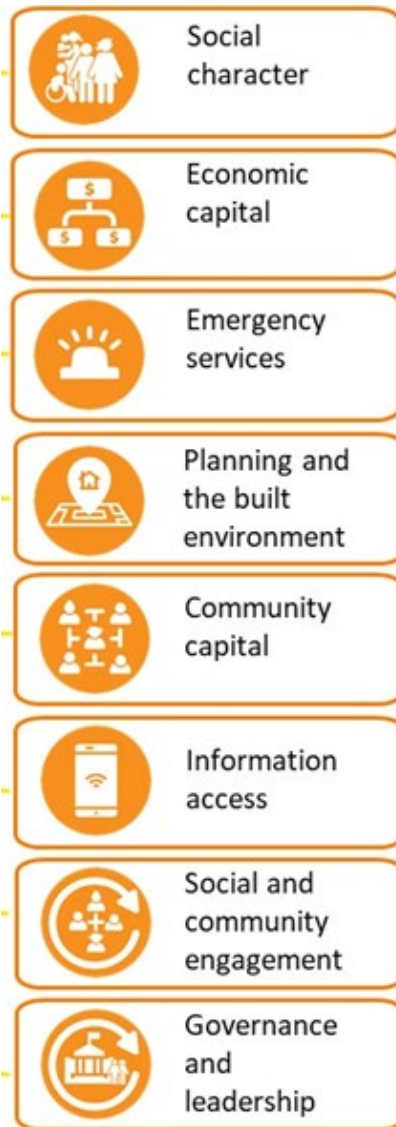 Social
character
$
$ $
Economic
capital
Emergency
services
Planning and
the built
environment
Community
capital
Information
access
Social and
community
engagement
Governance
and
leadership